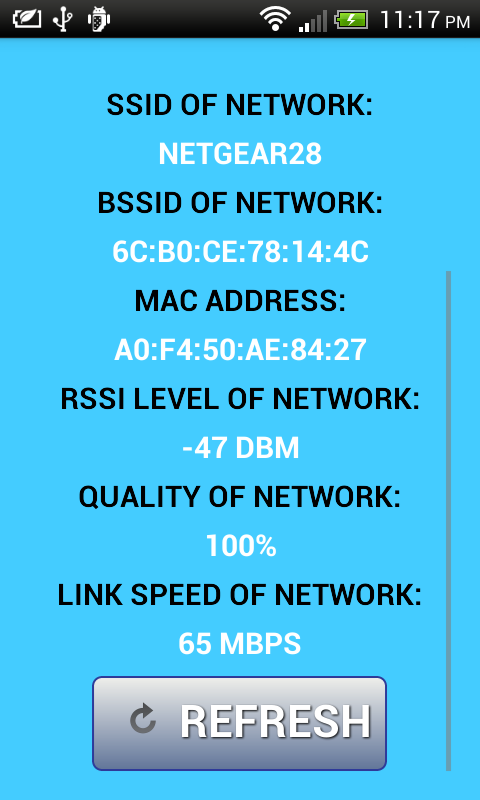 11:17 PM
SSID OF NETWORK:
NETGEAR28
BSSID OF NETWORK:
6C:B0:CE:78:14:4C
MAC ADDRESS:
A0:F4:50:AE:84:27
RSSI LEVEL OF NETWORK:
-47 DBM
QUALITY OF NETWORK:
100%
LINK SPEED OF NETWORK:
65 MBPS
REFRESH